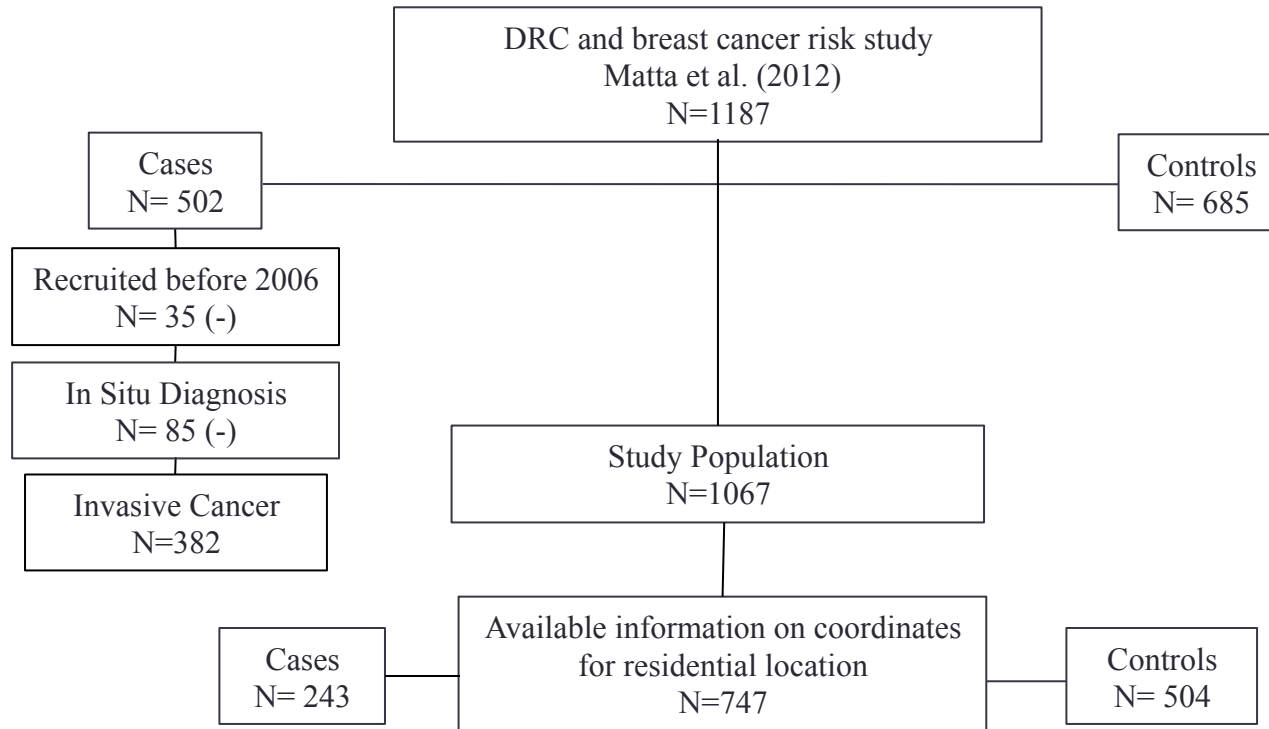 DRC and breast cancer risk study
Matta et al. (2012)
N=1187
Cases
N= 502
Controls
N= 685
Recruited before 2006
N= 35 (-)
In Situ Diagnosis
N= 85 (-)
Invasive Cancer
N=382
Study Population
N=1067
Cases
N= 243
Available information on coordinates
for residential location
N=747
Controls
N= 504